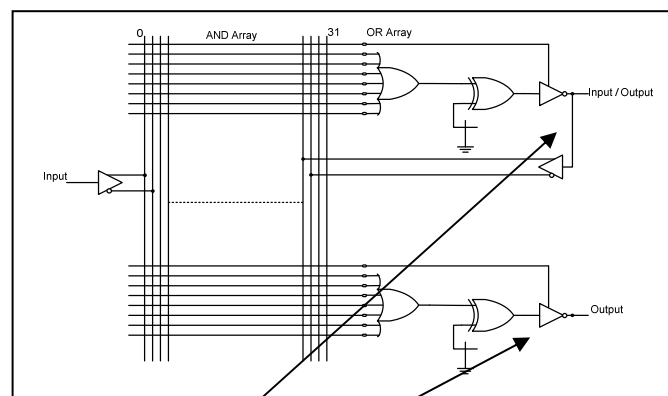 0 AND Array 31 OR Array
Input / Output
Input
Output